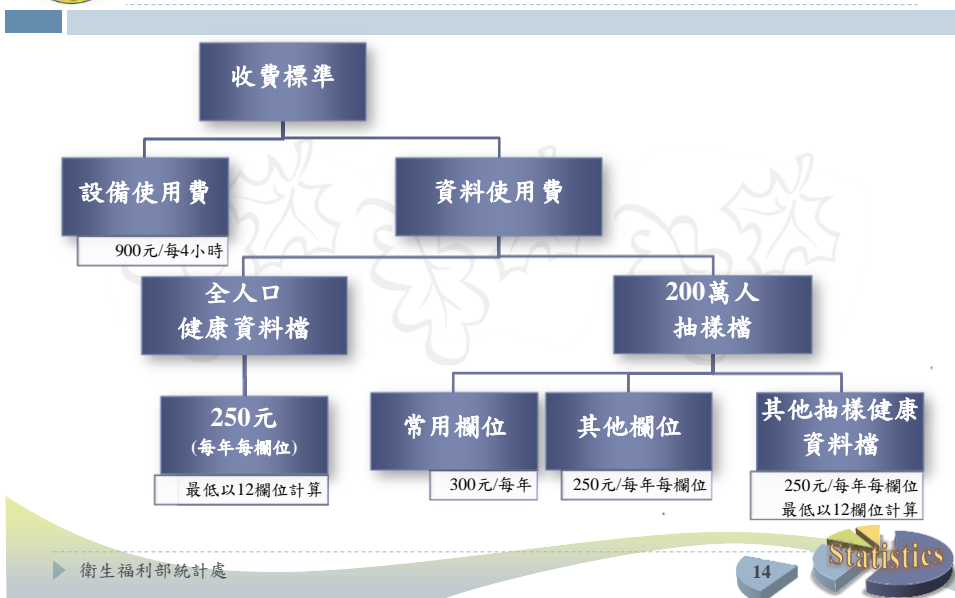 收費標準
設備使用費
900元/每4小時
資料使用費
全人口
健康資料檔
250元
(每年每欄位)
最低以12欄位計算
200萬人
抽樣檔
常用欄位
300元/每年
其他欄位
250元/每年每欄位
其他抽樣健康
資料檔
250元/每年每欄位
最低以12欄位計算
衛生福利部統計處
14
Statistics